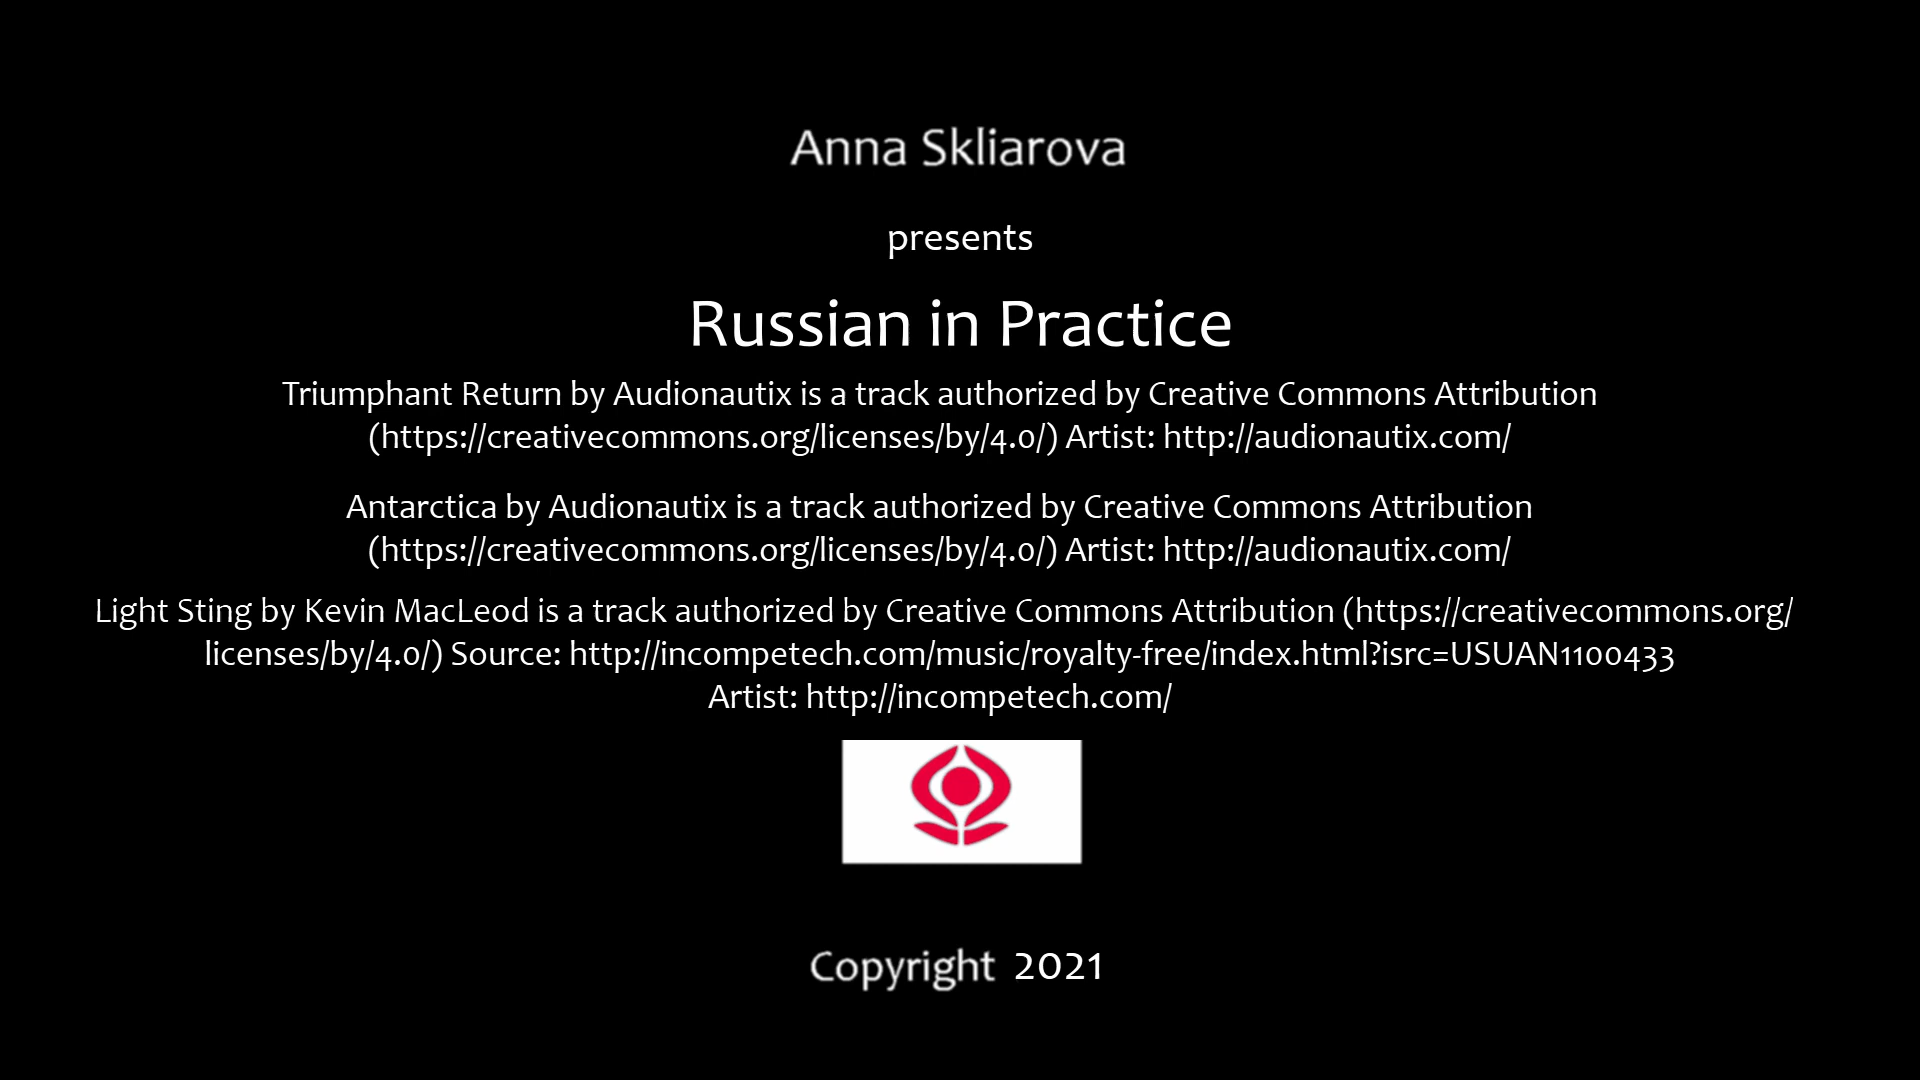 Anna Skliarova
presents
Russian in Practice
Triumphant Return by Audionautix is a track authorized by Creative Commons Attribution
(https://creativecommons.org/licenses/by/4.0/) Artist: http://audionautix.com/
Antarctica by Audionautix is a track authorized by Creative Commons Attribution
(https://creativecommons.org/licenses/by/4.0/) Artist: http://audionautix.com/
Light Sting by Kevin MacLeod is a track authorized by Creative Commons Attribution (https://creativecommons.org/
licenses/by/4.0/) Source: http://incompetech.com/music/royalty-free/index.html?isrc=USUAN1100433
Artist: http://incompetech.com/
Copyright 2021